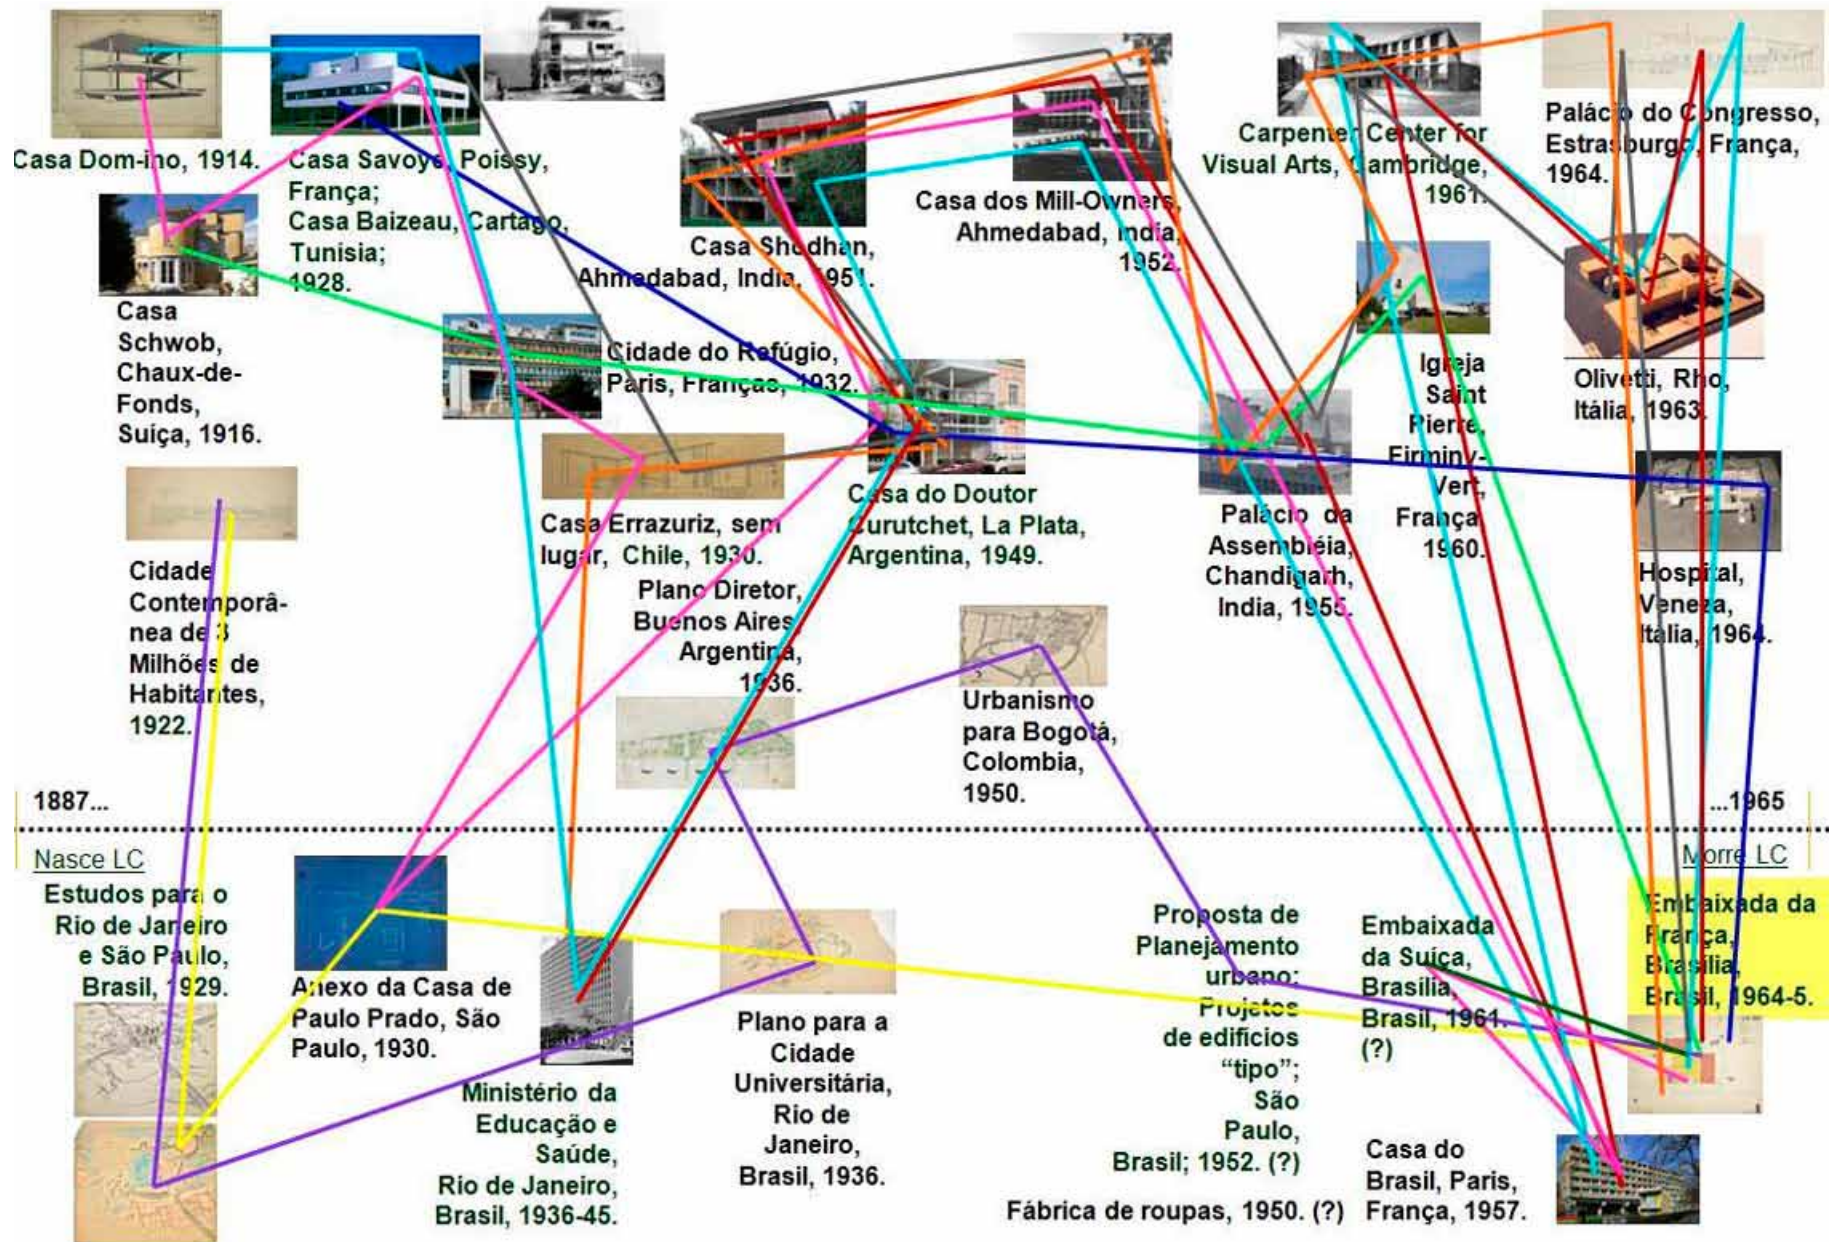 Casa Dom-ino, 1914.
Casa Savoye, Poissy,
França;
Casa Baizeau, Cartago,
Tunisia;
1928.
Casa Shodhan,
Ahmedabad, India, 1951.
Casa dos Mill-Owners,
Ahmedabad, India,
1952.
Carpenter Center for
Visual Arts, Cambridge,
1961.
Palácio do Congresso,
Estrasburgo, França,
1964.
Casa
Schwob,
Chaux-de-
Fonds,
Suíça, 1916.
Cidade do Refúgio,
Paris, Franças, 1932.
Igreja
Saint
Pierre,
Firminy-
Vert,
França,
1960.
Olivetti, Rho,
Itália, 1963.
Casa Errazuriz, sem
lugar, Chile, 1930.
Casa do Doutor
Curutchet, La Plata,
Argentina, 1949.
Palácio da
Assembléia,
Chandigarh,
India, 1955.
Cidade
Contemporâ-
nea de 3
Milhões de
Habitantes,
1922.
Plano Diretor,
Buenos Aires,
Argentina,
1936.
Urbanismo
para Bogotá,
Colombia,
1950.
Hospital,
Veneza,
Itália, 1964.
1887...
...1965
Nasce LC
Morre LC
Estudos para o
Rio de Janeiro
e São Paulo,
Brasil, 1929.
Anexo da Casa de
Paulo Prado, São
Paulo, 1930.
Ministério da
Educação e
Saúde,
Rio de Janeiro,
Brasil, 1936-45.
Plano para a
Cidade
Universitária,
Rio de
Janeiro,
Brasil, 1936.
Proposta de
Planejamento
urbano;
Projetos
de edifícios
“tipo”;
São
Paulo,
Brasil; 1952. (?)
Fábrica de roupas, 1950. (?)
Embaixada
da Suíça,
Brasília,
Brasil, 1961.
(?)
Casa do
Brasil, Paris,
França, 1957.
Embaixada da
França,
Brasília,
Brasil, 1964-5.